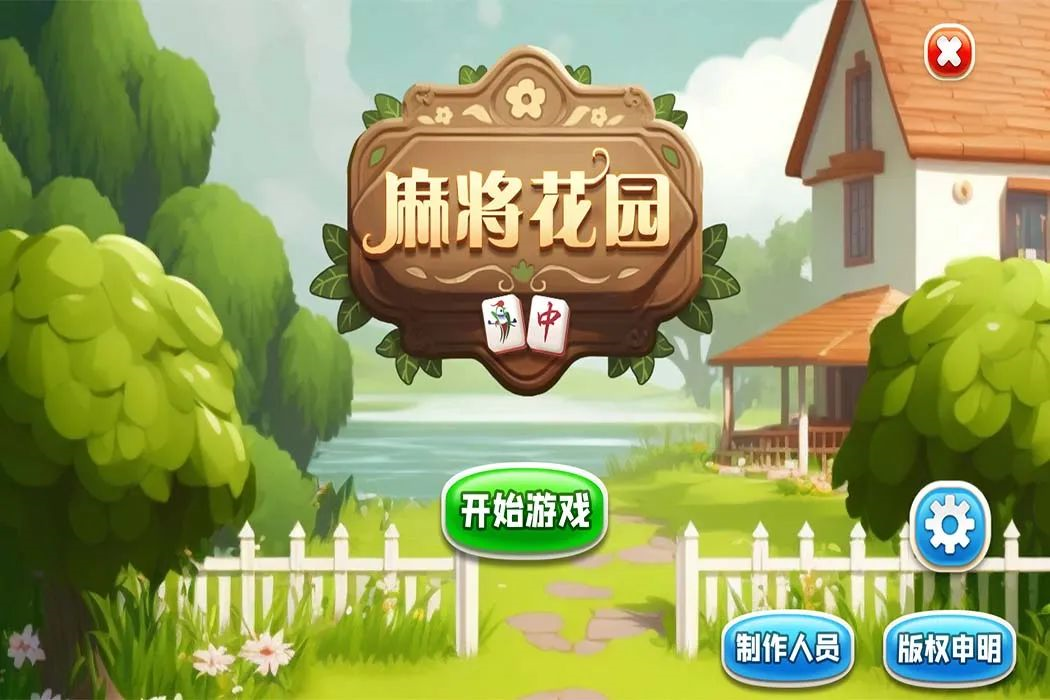 麻将花园
中
开始游戏
制作人员
版权申明